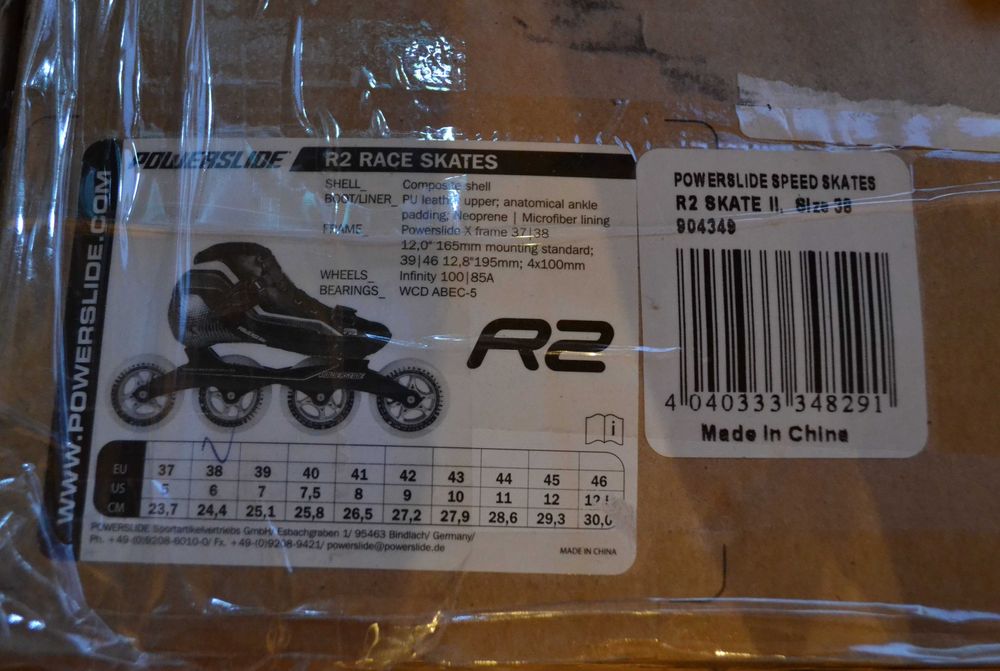 POWERSLIDE R2 RACE SKATES
SHELL_ Composite shell
BOOT/LINER_ PU leather upper; anatomical ankle
padding; Neoprene | Microfiber lining
FRAME_ Powerslide X frame 37|38
12,0" 165mm mounting standard;
39|46 12,8"195mm; 4x100mm
WHEELS_ Infinity 100|85A
BEARINGS_ WCD ABEC-5
WWW.POWERSLIDE.COM
POWERSLIDE
R2
i
EU 37 38 39 40 41 42 43 44 45 46
US 5 6 7 7,5 8 9 10 11 12
CM 23,7 24,4 25,1 25,8 26,5 27,2 27,9 28,6 29,3 30,0
POWERSLIDE Sportartikelvertriebs GmbH/ Esbachgraben 1/ 95463 Bindlach/ Germany/
Ph. +49-(0)9208-6010-0/ Fx. +49-(0)9208-9421/ powerslide@powerslide.de
MADE IN CHINA
POWERSLIDE SPEED SKATES
R2 SKATE II, Size 38
904349
4 040333 348291
Made in China